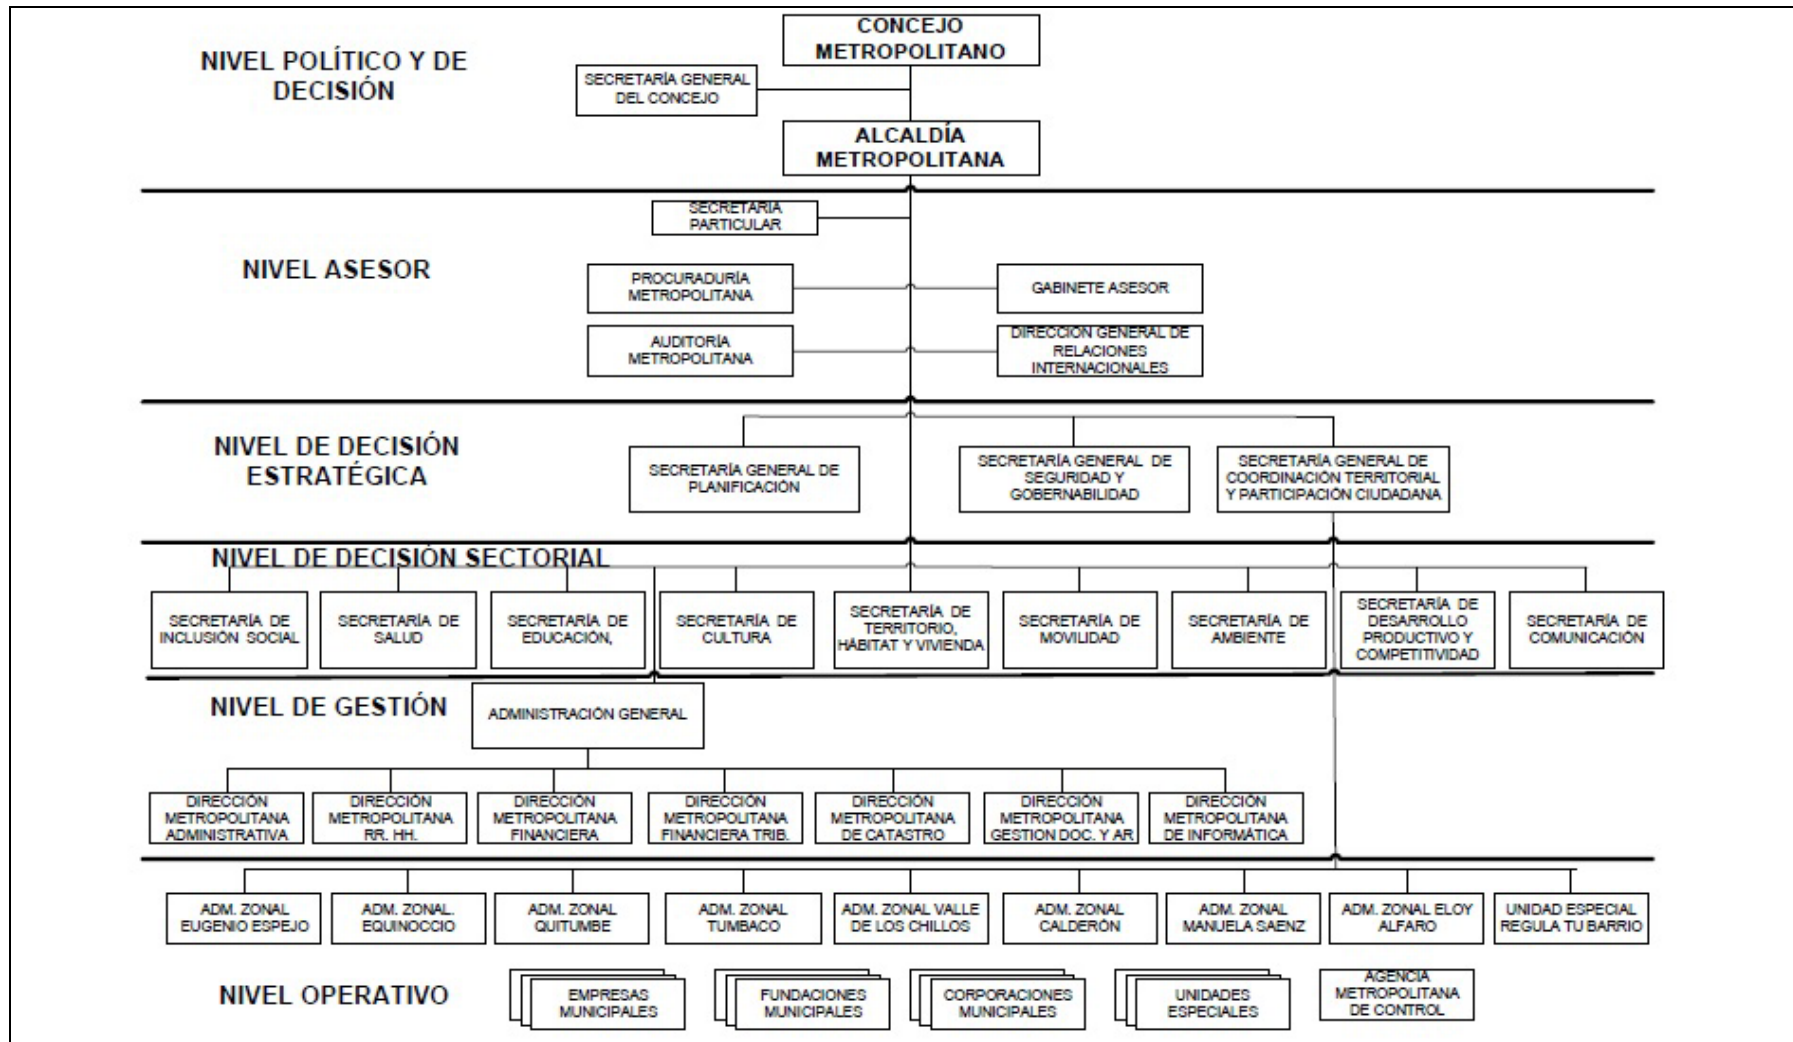 CONCEJO
METROPOLITANO
NIVEL POLÍTICO Y DE
DECISIÓN
SECRETARÍA GENERAL
DEL CONCEJO
ALCALDÍA
METROPOLITANA
SECRETARÍA
PARTICULAR
NIVEL ASESOR
PROCURADURÍA
METROPOLITANA
GABINETE ASESOR
AUDITORÍA
METROPOLITANA
DIRECCIÓN GENERAL DE
RELACIONES
INTERNACIONALES
NIVEL DE DECISIÓN
ESTRATÉGICA
SECRETARÍA GENERAL DE
PLANIFICACIÓN
SECRETARÍA GENERAL DE
SEGURIDAD Y
GOBERNABILIDAD
SECRETARÍA GENERAL DE
COORDINACIÓN TERRITORIAL
Y PARTICIPACIÓN CIUDADANA
NIVEL DE DECISIÓN SECTORIAL
SECRETARÍA DE
INCLUSIÓN SOCIAL
SECRETARÍA DE
SALUD
SECRETARÍA DE
EDUCACIÓN,
SECRETARÍA DE
CULTURA
SECRETARÍA DE
TERRITORIO,
HÁBITAT Y VIVIENDA
SECRETARÍA DE
MOVILIDAD
SECRETARÍA DE
AMBIENTE
SECRETARÍA DE
DESARROLLO
PRODUCTIVO Y
COMPETITIVIDAD
SECRETARÍA DE
COMUNICACIÓN
NIVEL DE GESTIÓN
ADMINISTRACIÓN GENERAL
DIRECCIÓN
METROPOLITANA
ADMINISTRATIVA
DIRECCIÓN
METROPOLITANA
RR. HH.
DIRECCIÓN
METROPOLITANA
FINANCIERA
DIRECCIÓN
METROPOLITANA
FINANCIERA TRIB.
DIRECCIÓN
METROPOLITANA
DE CATASTRO
DIRECCIÓN
METROPOLITANA
GESTION DOC. Y AR
DIRECCIÓN
METROPOLITANA
DE INFORMÁTICA
ADM. ZONAL
EUGENIO ESPEJO
ADM. ZONAL.
EQUINOCCIO
ADM. ZONAL
QUITUMBE
ADM. ZONAL
TUMBACO
ADM. ZONAL VALLE
DE LOS CHILLOS
ADM. ZONAL
CALDERÓN
ADM. ZONAL
MANUELA SAENZ
ADM. ZONAL ELOY
ALFARO
UNIDAD ESPECIAL
REGULA TU BARRIO
NIVEL OPERATIVO
EMPRESAS
MUNICIPALES
FUNDACIONES
MUNICIPALES
CORPORACIONES
MUNICIPALES
UNIDADES
ESPECIALES
AGENCIA
METROPOLITANA
DE CONTROL